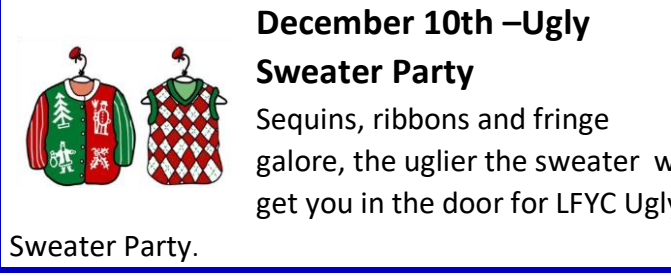 December 10th –Ugly
Sweater Party
Sequins, ribbons and fringe
galore, the uglier the sweater
get you in the door for LFYC
Sweater Party.